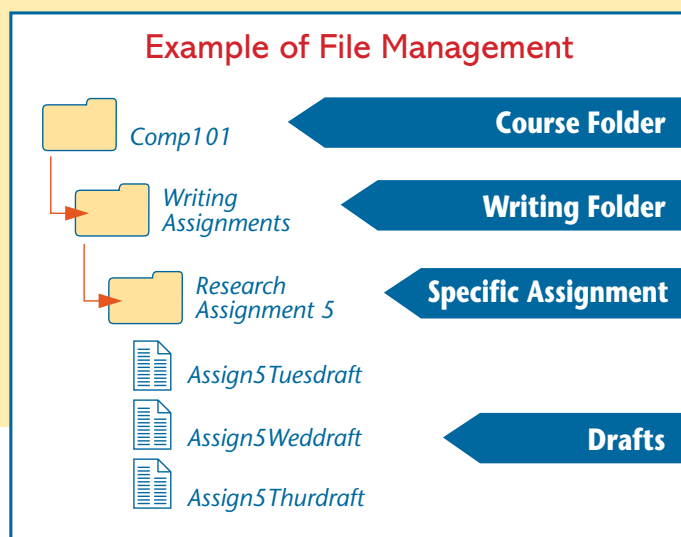 Example of File Management
Comp101
Course Folder
Writing
Assignments
Writing Folder
Research
Assignment 5
Specific Assignment
Assign5Tuesdraft
Assign5Weddraft
Drafts
Assign5Thurdraft